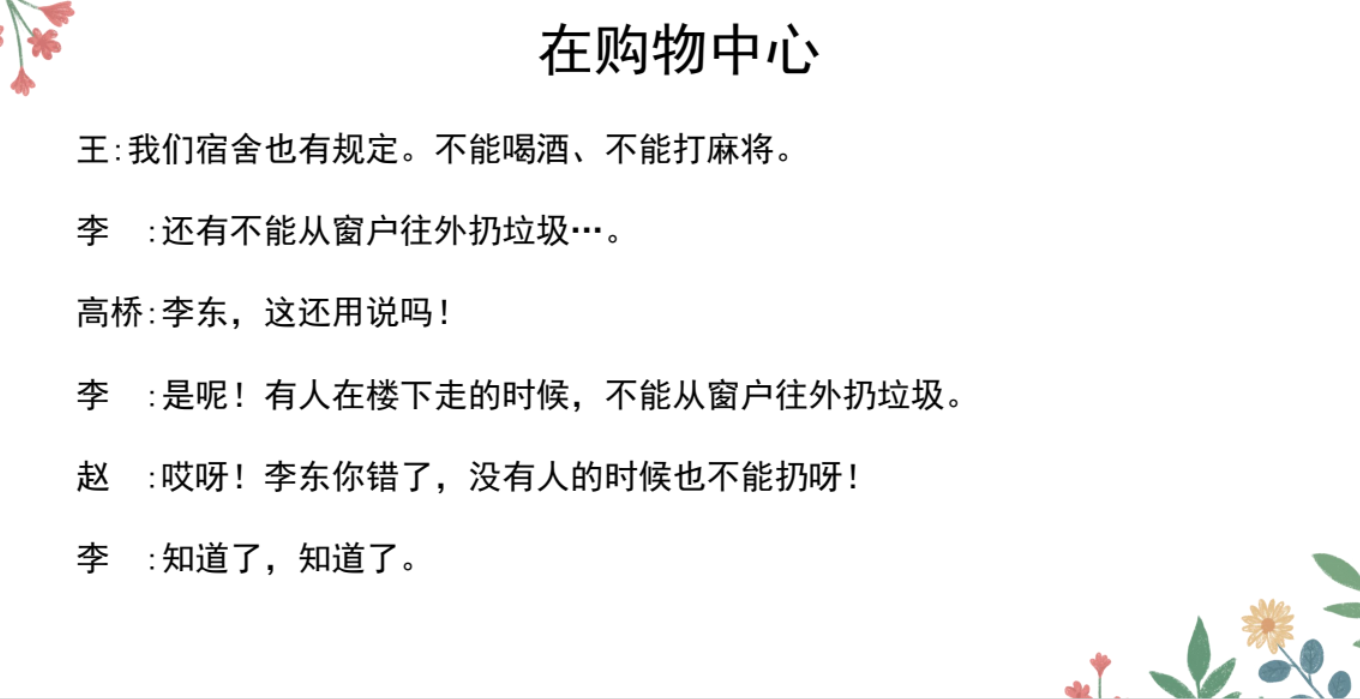 在购物中心
王:我们宿舍也有规定。不能喝酒、不能打麻将。
李 :还有不能从窗户往外扔垃圾…。
高桥:李东，这还用说吗！
李 :是呢！有人在楼下走的时候，不能从窗户往外扔垃圾。
赵 :哎呀！李东你错了，没有人的时候也不能扔呀！
李 :知道了，知道了。